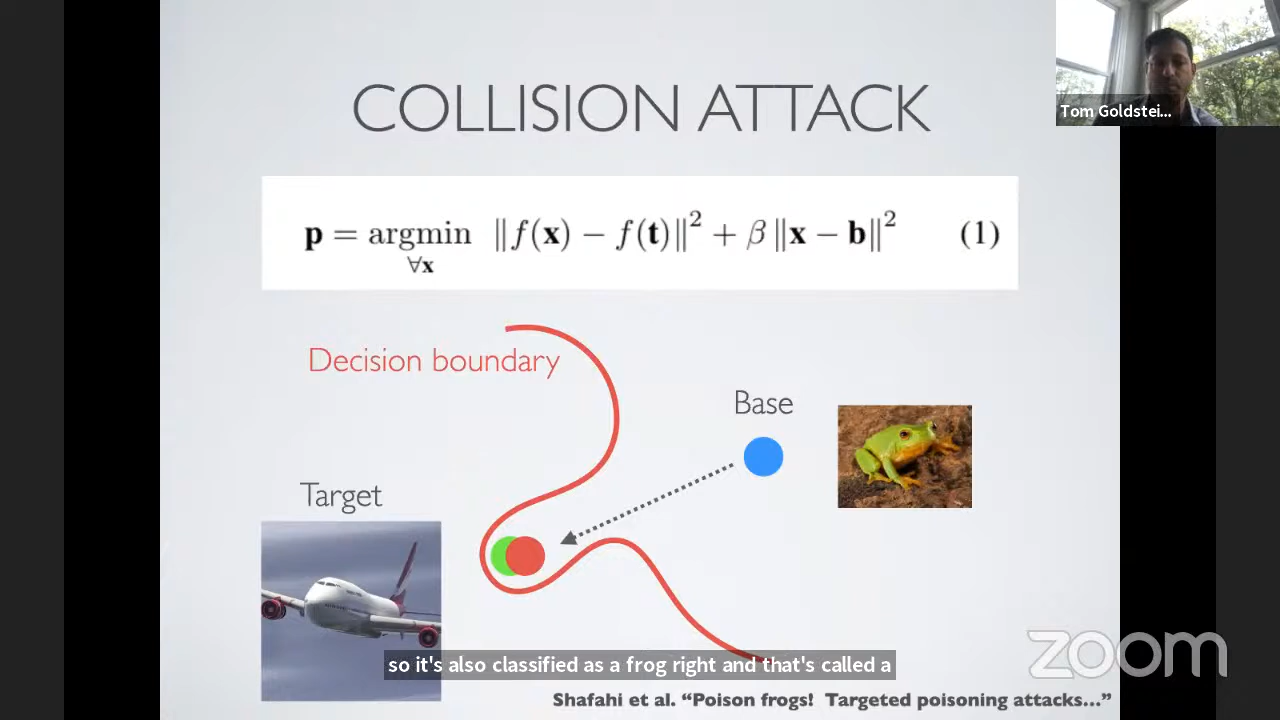 COLLISION ATTACK
Tom Goldstei...
p = argmin ‖f(x) − f(t)‖² + β ‖x − b‖² (1)
∀x
Decision boundary
Base
Target
so it's also classified as a frog right and that's called a
zoom
Shafahi et al. “Poison frogs! Targeted poisoning attacks...”